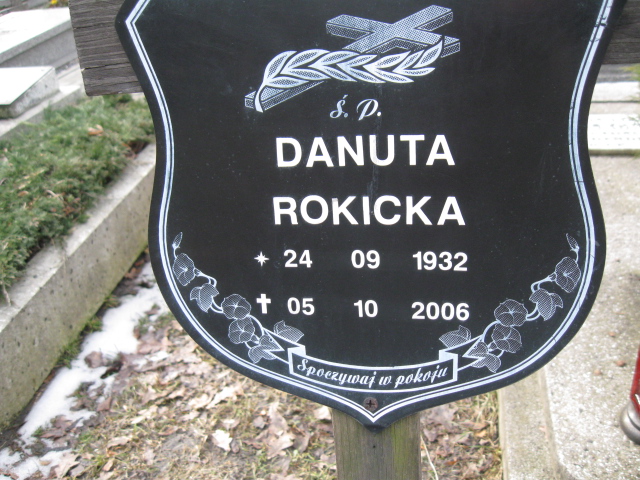 Ś. P.
DANUTA
ROKICKA
✶ 24 09 1932
✝ 05 10 2006
Spoczywaj w pokoju